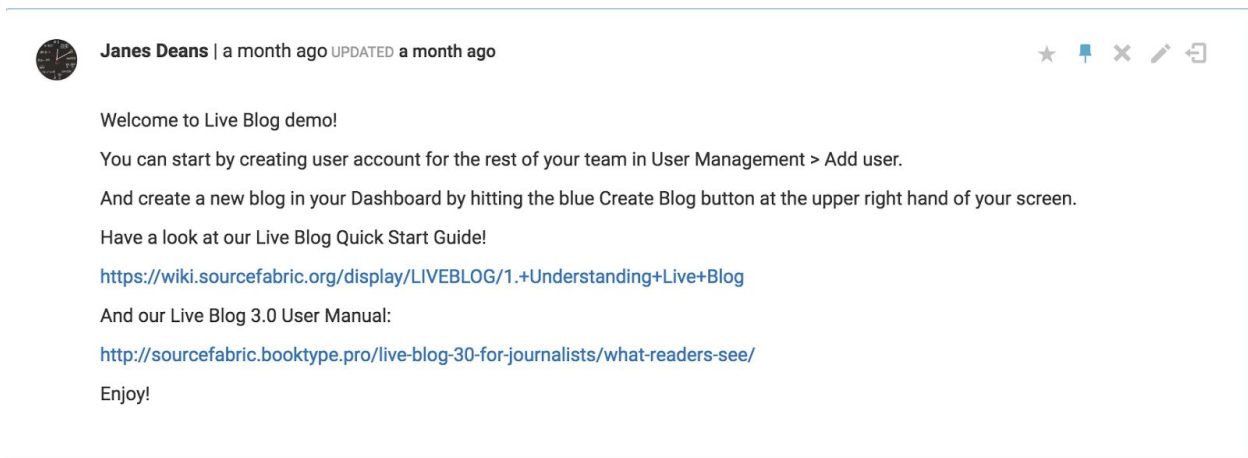 Janes Deans | a month ago UPDATED a month ago
Welcome to Live Blog demo!
You can start by creating user account for the rest of your team in User Management > Add user.
And create a new blog in your Dashboard by hitting the blue Create Blog button at the upper right hand of your screen.
Have a look at our Live Blog Quick Start Guide!
https://wiki.sourcefabric.org/display/LIVEBLOG/1.+Understanding+Live+Blog
And our Live Blog 3.0 User Manual:
http://sourcefabric.booktype.pro/live-blog-30-for-journalists/what-readers-see/
Enjoy!